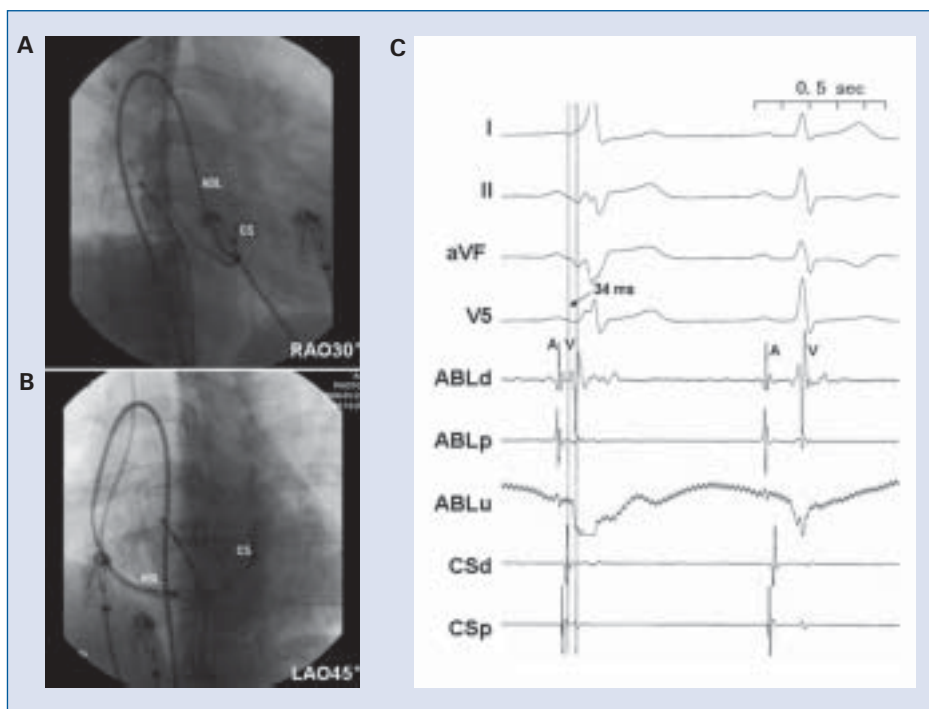 A
ABL
CS
RAO30°
B
CS
ABL
LAO45°
C
0.5 sec
I
II
aVF
34 ms
V5
A V A V
ABLd
ABLp
ABLu
CSd
CSp